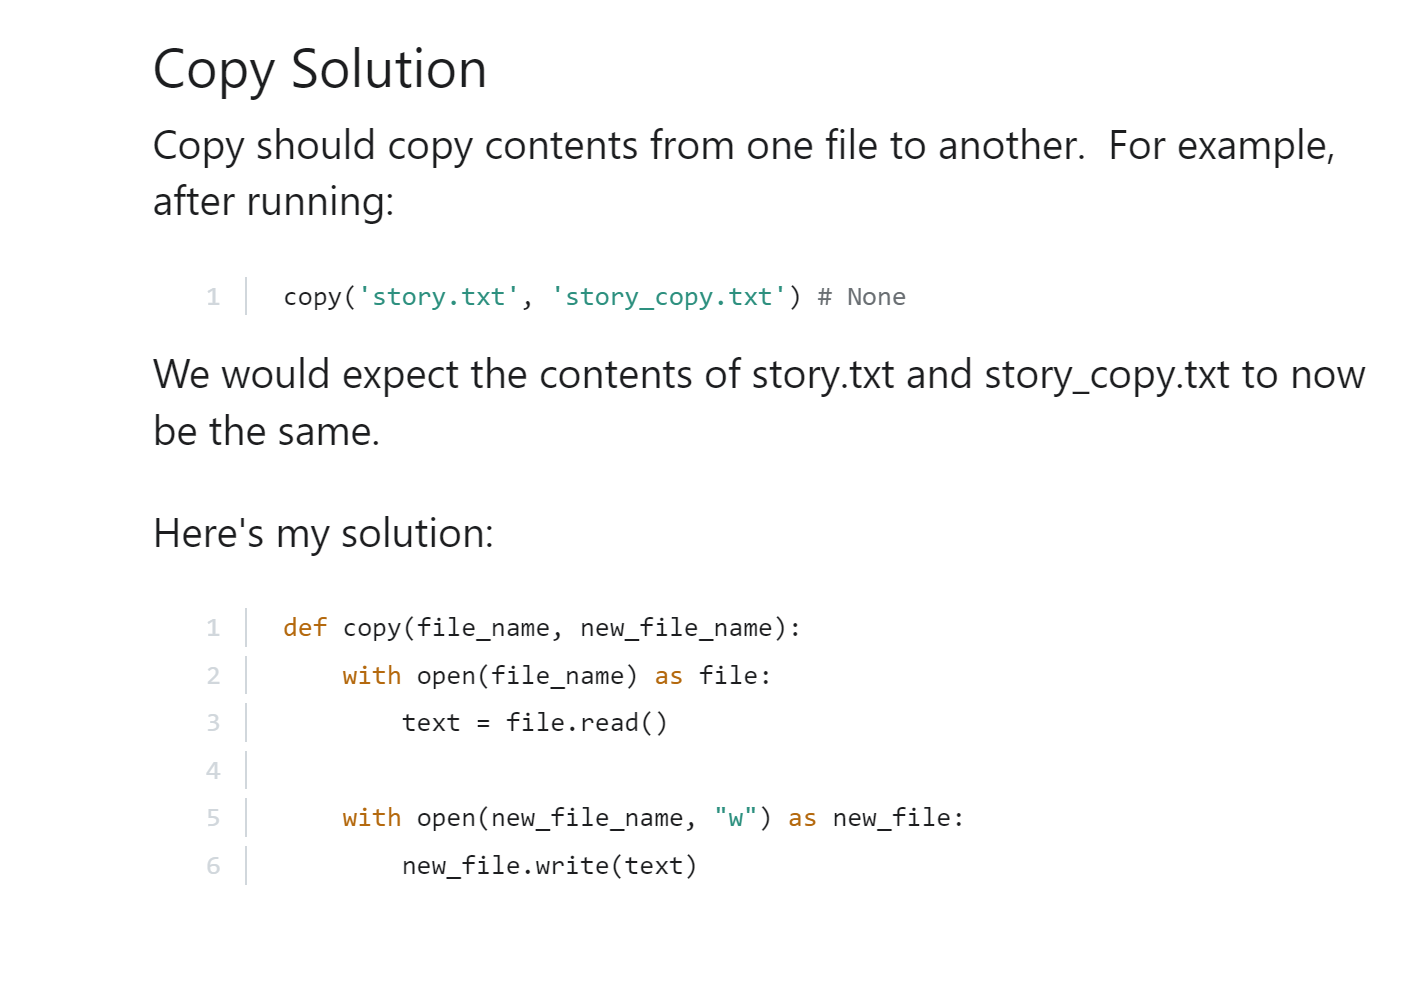 Copy Solution
Copy should copy contents from one file to another.  For example,
after running:
1 copy('story.txt', 'story_copy.txt') # None
We would expect the contents of story.txt and story_copy.txt to now
be the same.
Here's my solution:
1 def copy(file_name, new_file_name):
2     with open(file_name) as file:
3         text = file.read()
4
5     with open(new_file_name, "w") as new_file:
6         new_file.write(text)